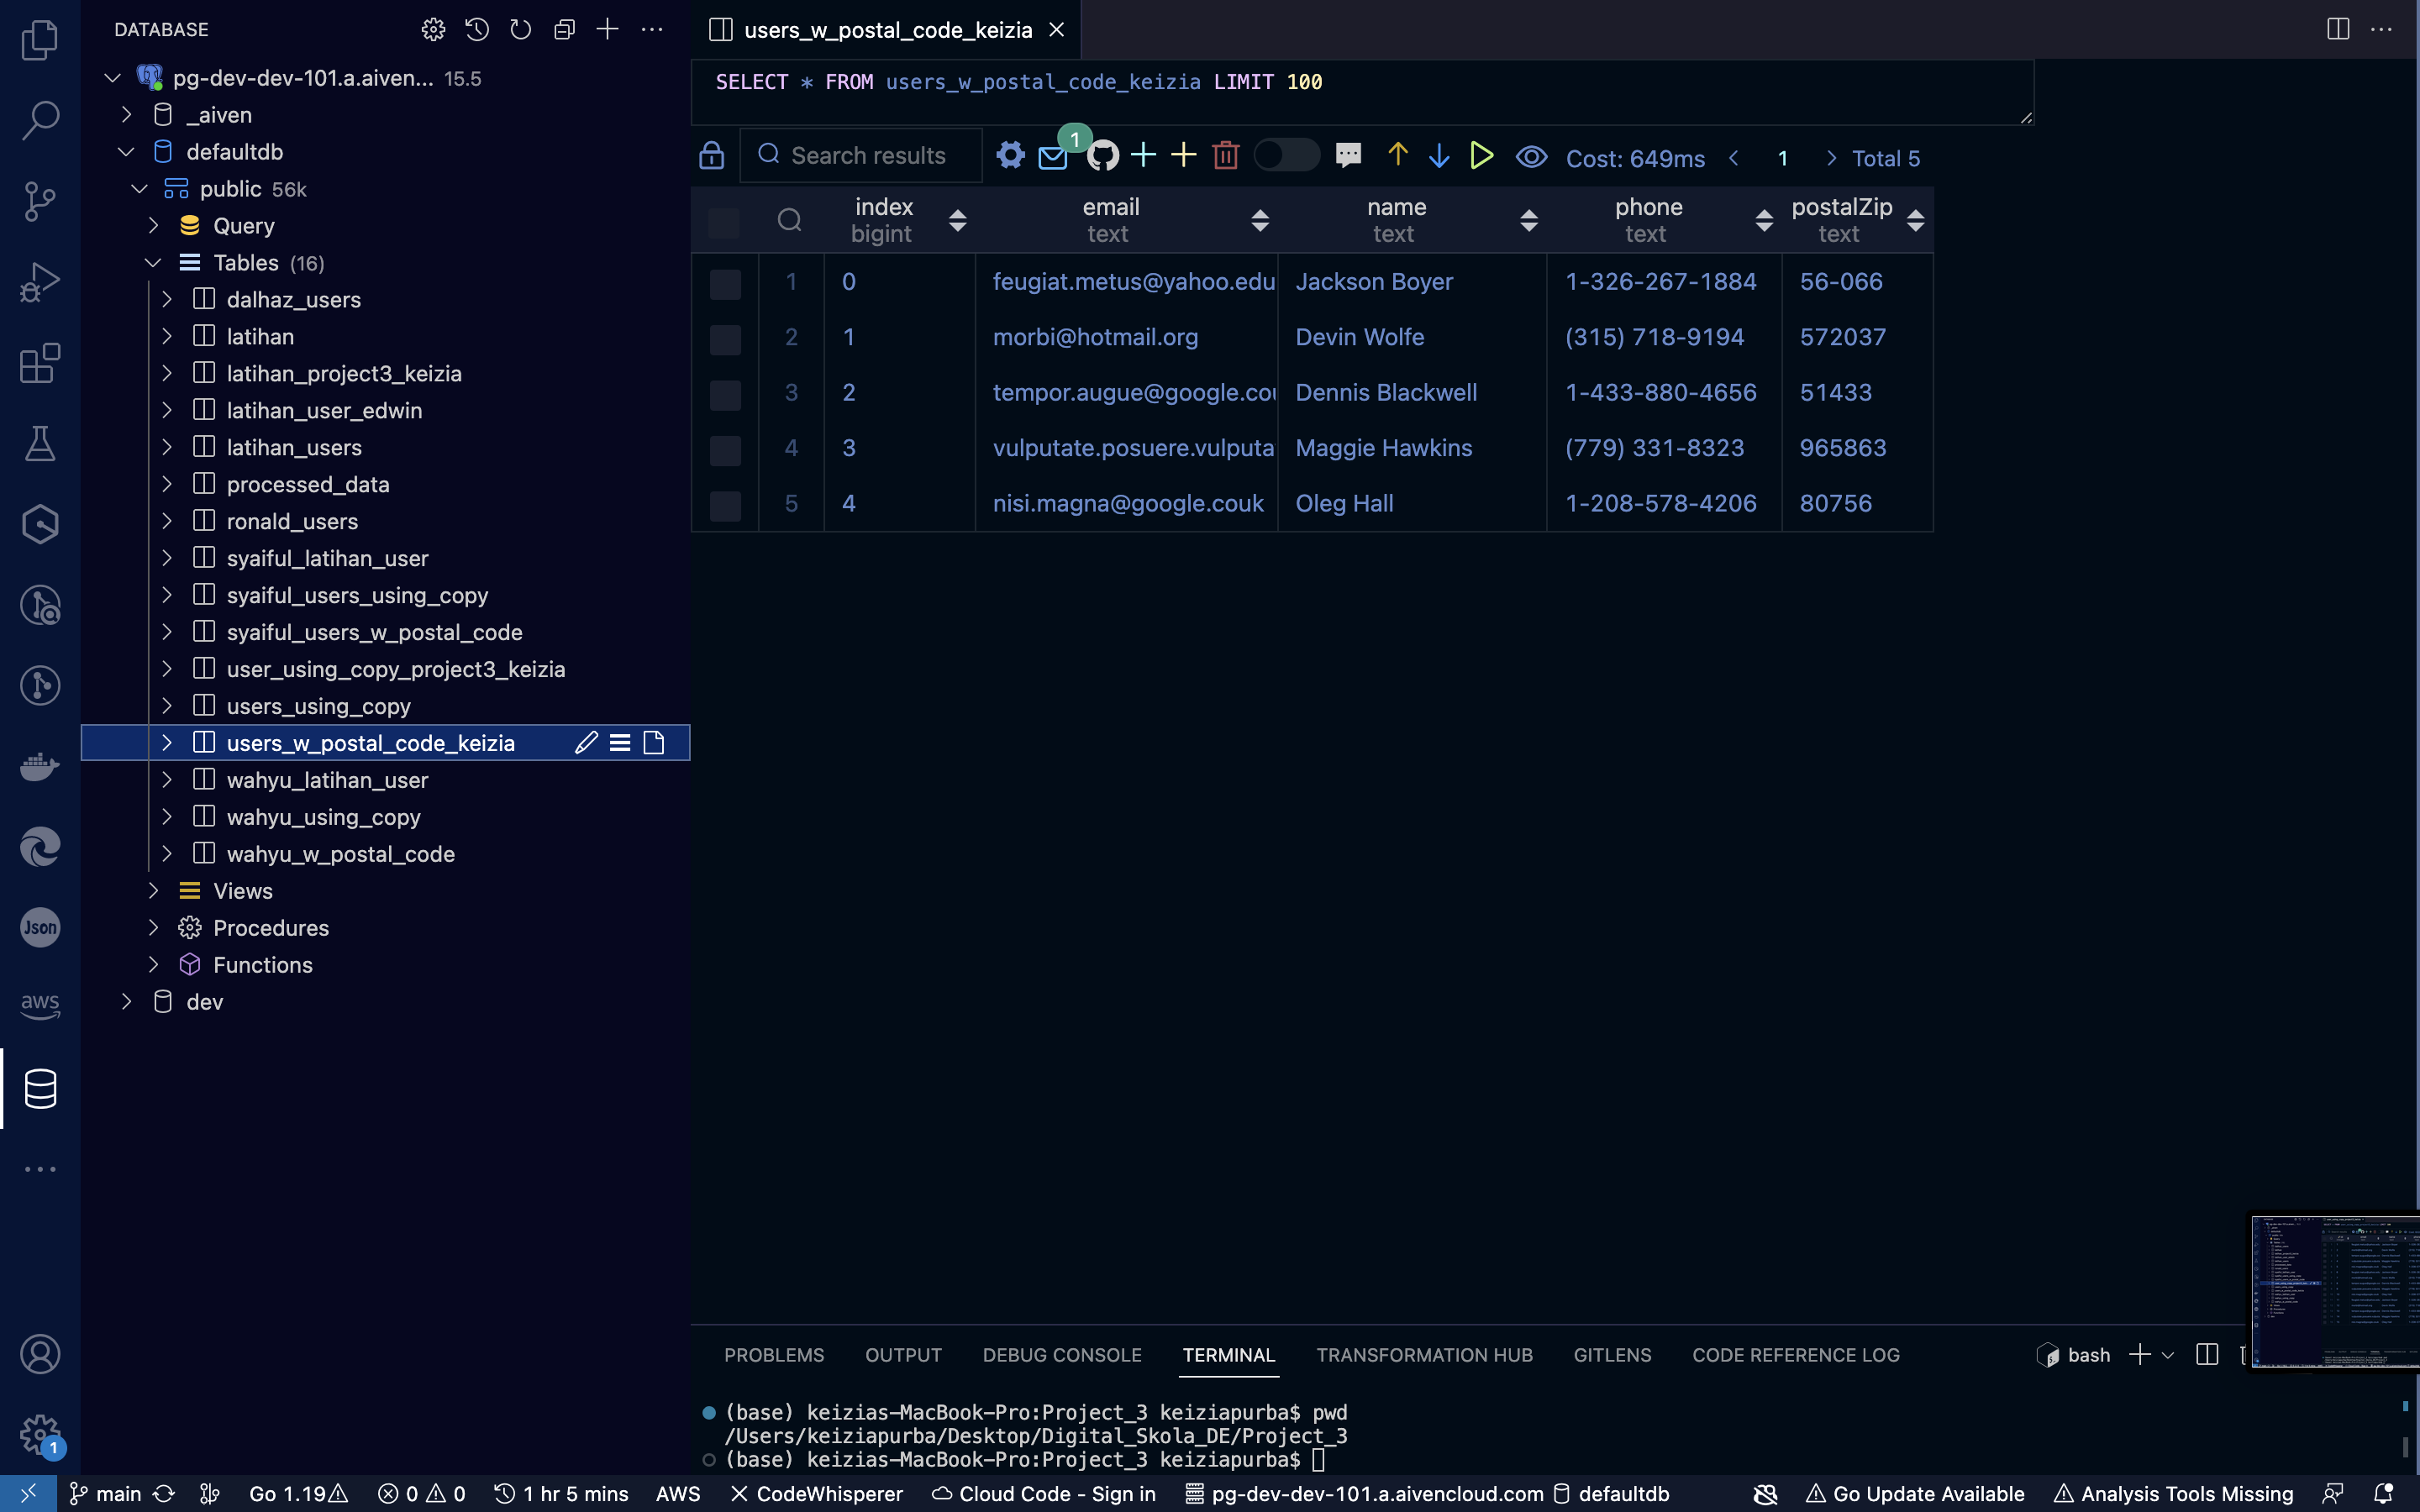 DATABASE
pg-dev-dev-101.a.aiven... 15.5
_aiven
defaultdb
public 56k
Query
Tables (16)
dalhaz_users
latihan
latihan_project3_keizia
latihan_user_edwin
latihan_users
processed_data
ronald_users
syaiful_latihan_user
syaiful_users_using_copy
syaiful_users_w_postal_code
user_using_copy_project3_keizia
users_using_copy
users_w_postal_code_keizia
wahyu_latihan_user
wahyu_using_copy
wahyu_w_postal_code
Views
Procedures
Functions
dev
Json
aws
1
users_w_postal_code_keizia
SELECT * FROM users_w_postal_code_keizia LIMIT 100
Search results 1 Cost: 649ms < 1 > Total 5
index email name phone postalZip
bigint text text text text
1 0 feugiat.metus@yahoo.edu Jackson Boyer 1-326-267-1884 56-066
2 1 morbi@hotmail.org Devin Wolfe (315) 718-9194 572037
3 2 tempor.augue@google.cou Dennis Blackwell 1-433-880-4656 51433
4 3 vulputate.posuere.vulputa Maggie Hawkins (779) 331-8323 965863
5 4 nisi.magna@google.couk Oleg Hall 1-208-578-4206 80756
PROBLEMS OUTPUT DEBUG CONSOLE TERMINAL TRANSFORMATION HUB GITLENS CODE REFERENCE LOG bash
(base) keizias-MacBook-Pro:Project_3 keiziapurba$ pwd
/Users/keiziapurba/Desktop/Digital_Skola_DE/Project_3
(base) keizias-MacBook-Pro:Project_3 keiziapurba$
main Go 1.19 0 0 1 hr 5 mins AWS CodeWhisperer Cloud Code - Sign in pg-dev-dev-101.a.aivencloud.com defaultdb Go Update Available Analysis Tools Missing